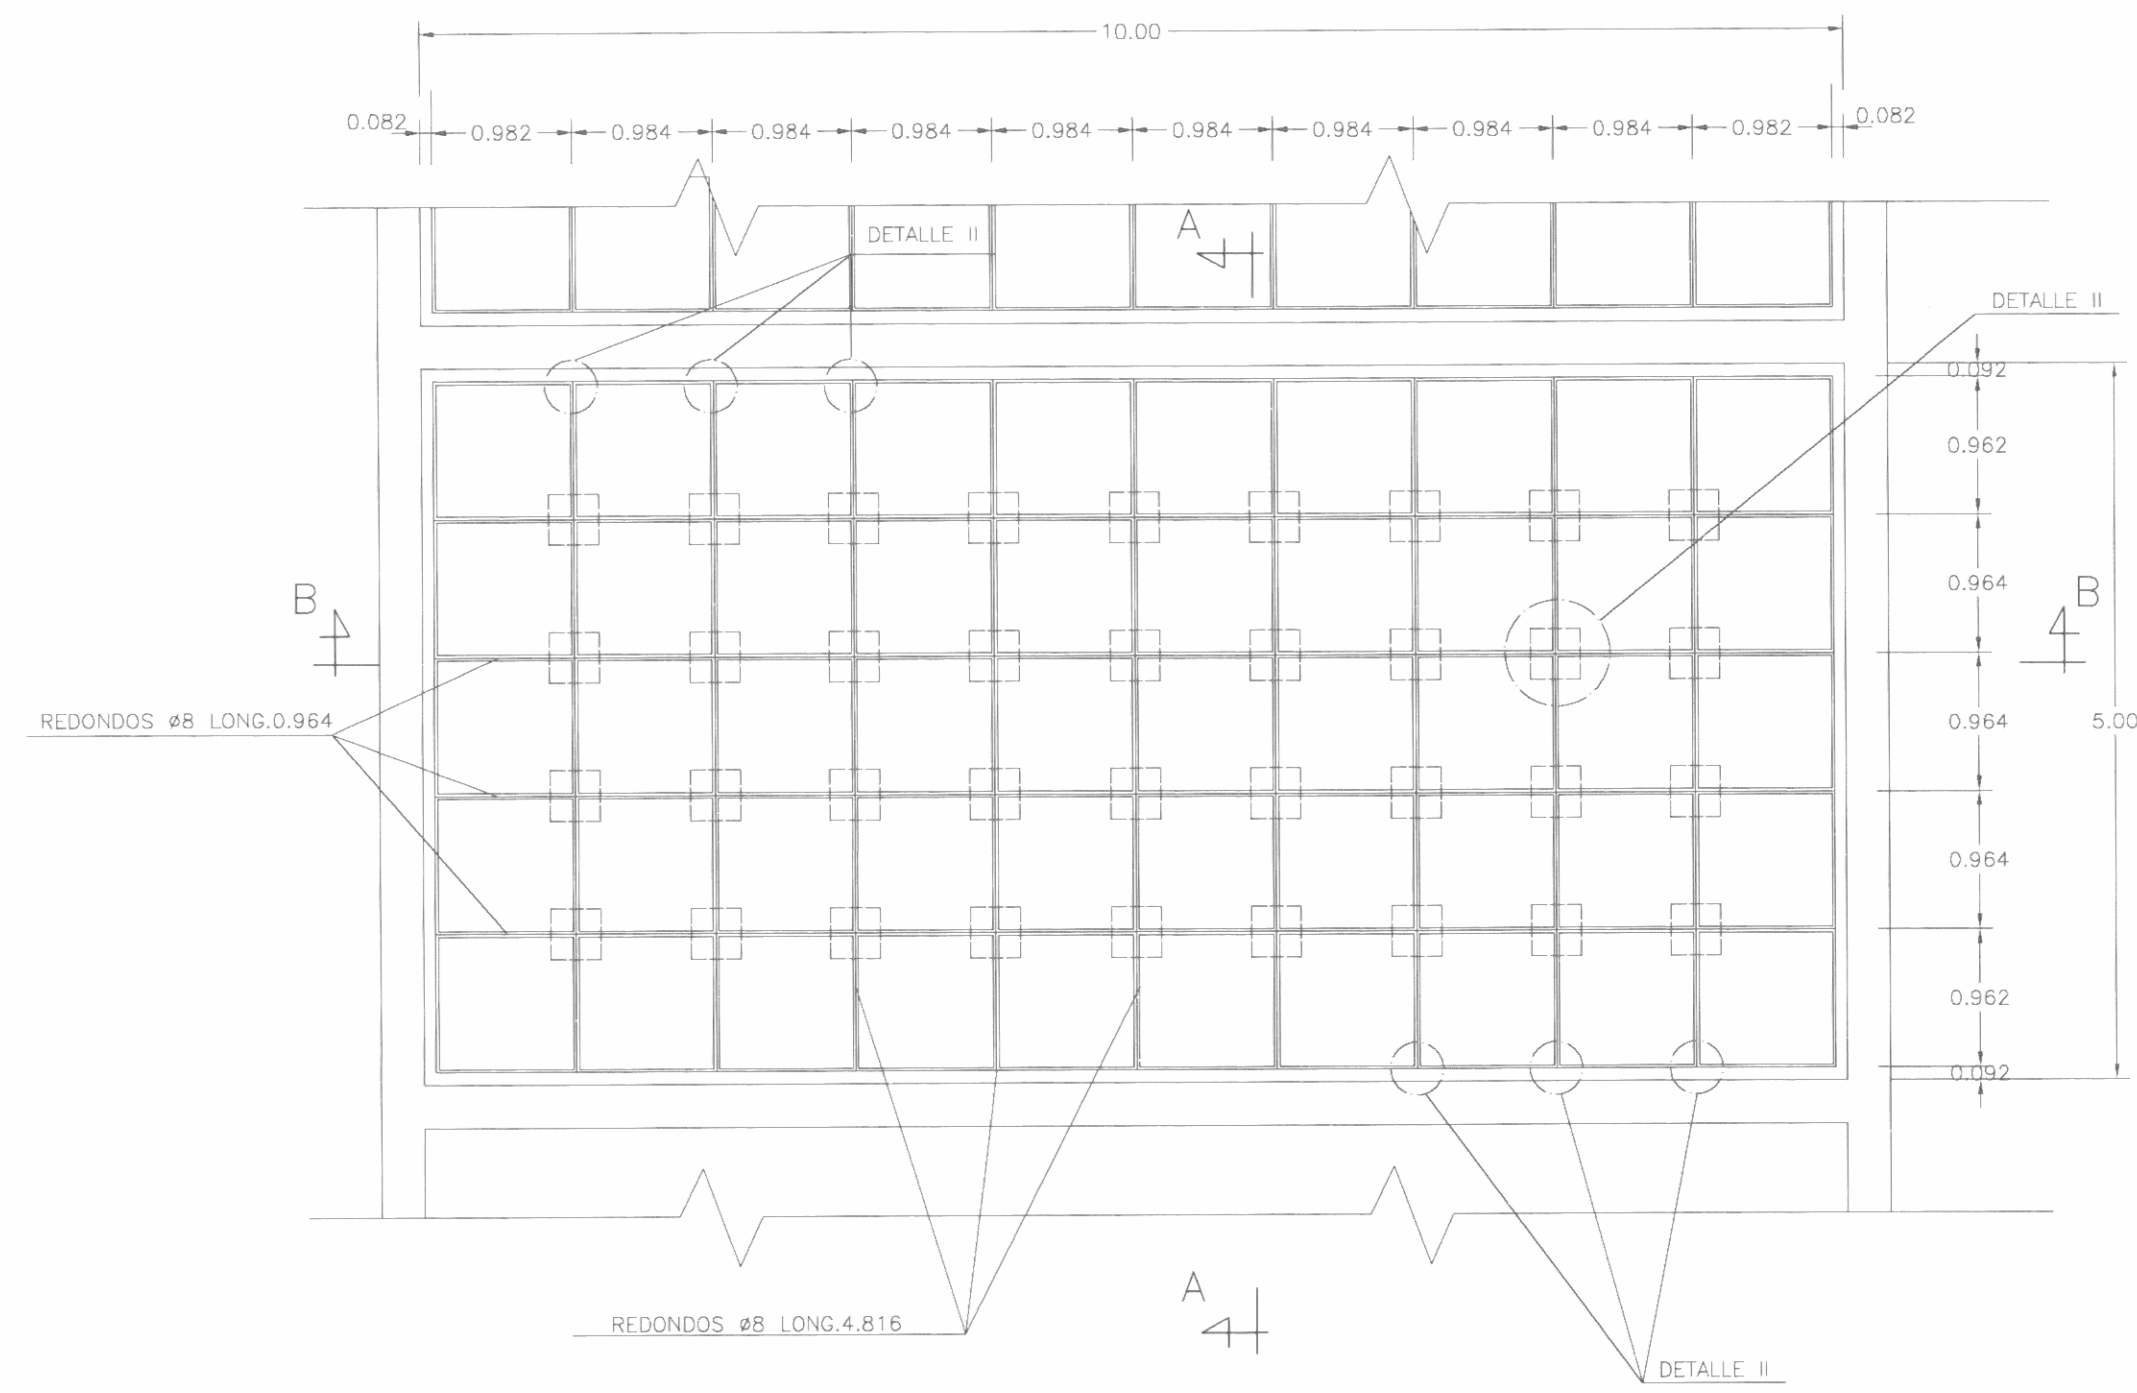 10.00
0.082 0.982 0.984 0.984 0.984 0.984 0.984 0.984 0.984 0.984 0.982 0.082
A
DETALLE II
DETALLE II
0.092
0.962
0.964
B
B
0.964
5.00
REDONDOS ø8 LONG.0.964
0.964
0.962
0.092
A
REDONDOS ø8 LONG.4.816
DETALLE II